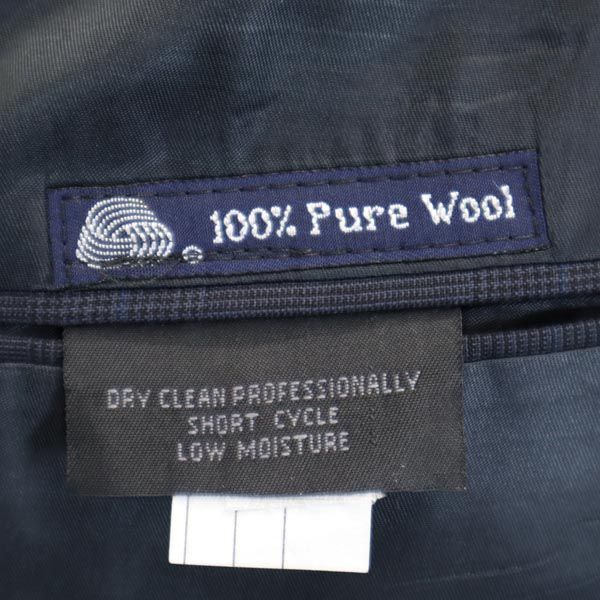 100% Pure Wool
DRY CLEAN PROFESSIONALLY
SHORT CYCLE
LOW MOISTURE